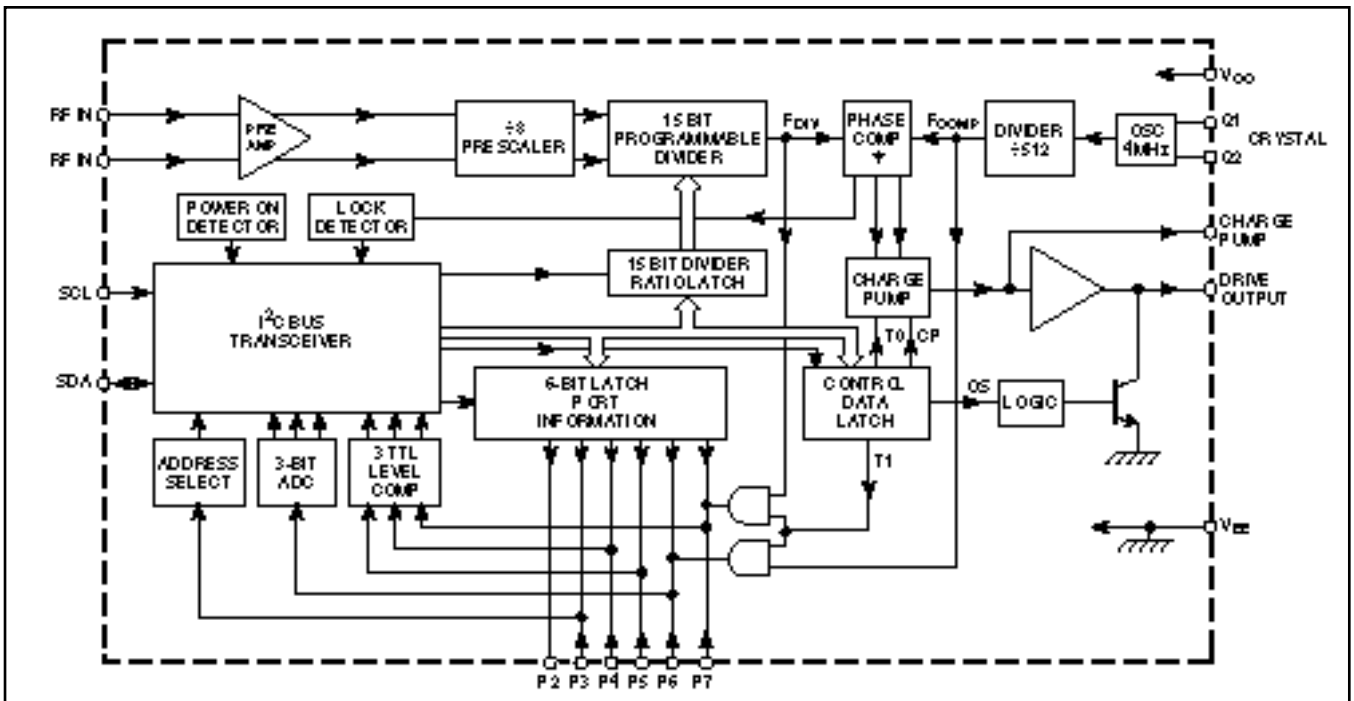 RF IN
RF IN
PRE
AMP
÷8
PRESCALER
15 BIT
PROGRAMMABLE
DIVIDER
FDIV
PHASE
COMP
FCOMP
DIVIDER
÷512
OSC
4MHz
VCC
Q1
CRYSTAL
Q2
POWER ON
DETECTOR
LOCK
DETECTOR
CHARGE
PUMP
15 BIT DIVIDER
RATIO LATCH
CHARGE
PUMP
DRIVE
OUTPUT
SCL
I²C BUS
TRANSCEIVER
SDA
T0
CP
6-BIT LATCH
PORT
INFORMATION
CONTROL
DATA
LATCH
OS
LOGIC
T1
ADDRESS
SELECT
3-BIT
ADC
3 TTL
LEVEL
COMP
VEE
P2 P3 P4 P5 P6 P7